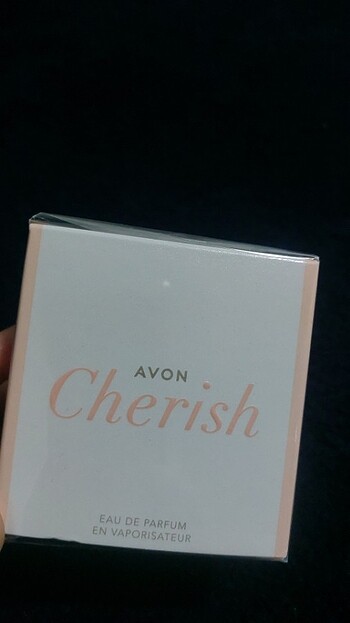 AVON
Cherish
EAU DE PARFUM
EN VAPORISATEUR